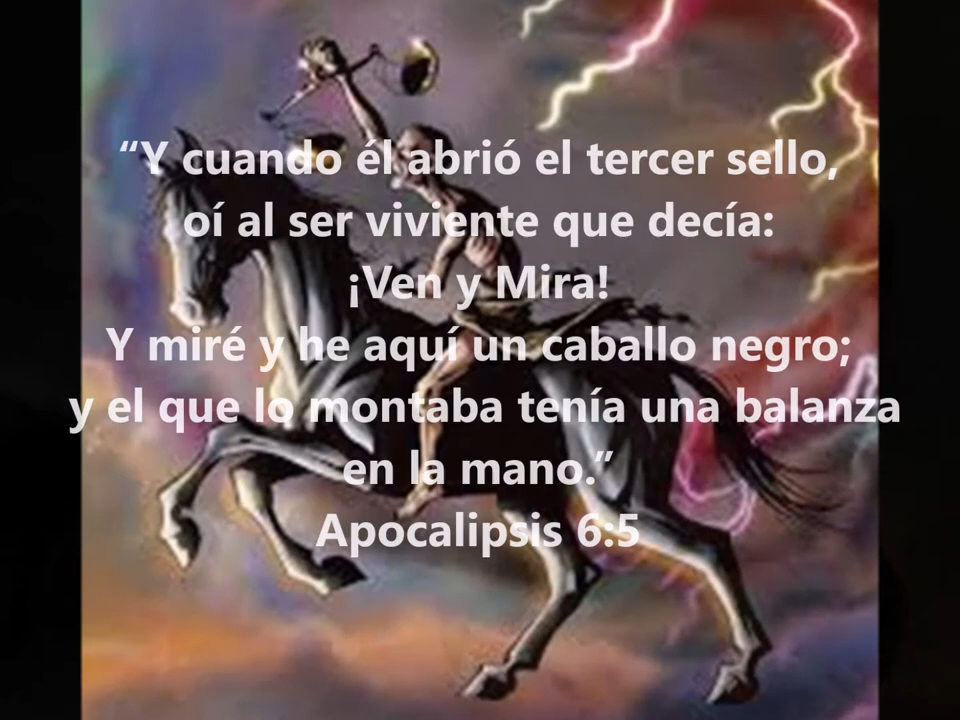 “Y cuando él abrió el tercer sello,
oí al ser viviente que decía:
¡Ven y Mira!
Y miré y he aquí un caballo negro;
y el que lo montaba tenía una balanza
en la mano.”
Apocalipsis 6:5